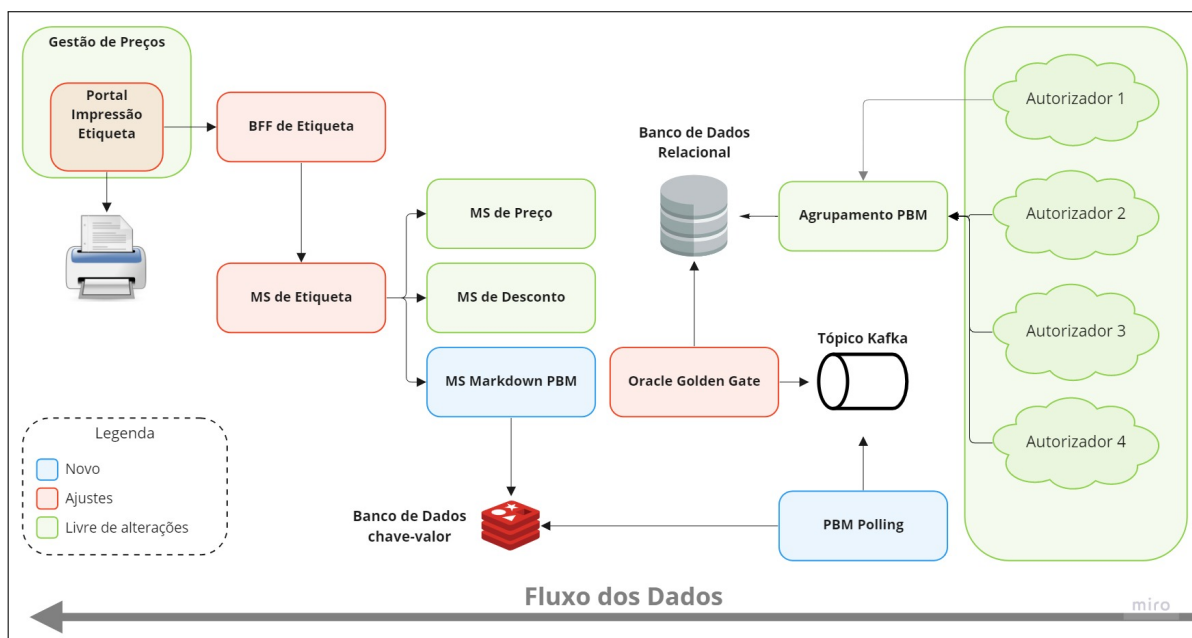 Gestão de Preços
Portal
Impressão
Etiqueta
BFF de Etiqueta
MS de Etiqueta
MS de Preço
MS de Desconto
MS Markdown PBM
Banco de Dados
Relacional
Agrupamento PBM
Autorizador 1
Autorizador 2
Autorizador 3
Autorizador 4
Oracle Golden Gate
Tópico Kafka
PBM Polling
Banco de Dados
chave-valor
Legenda
Novo
Ajustes
Livre de alterações
Fluxo dos Dados
miro